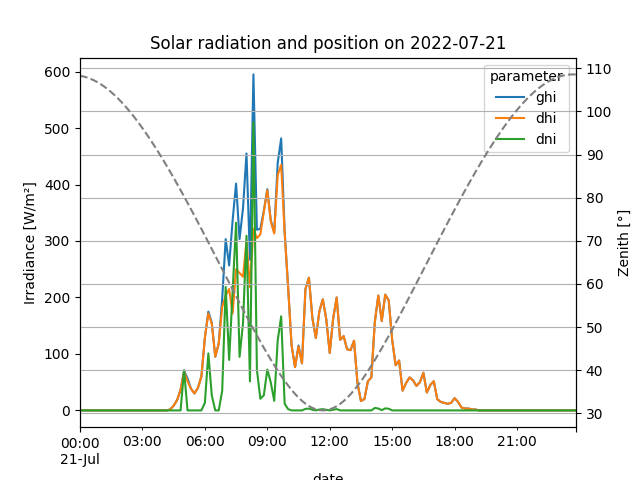 Solar radiation and position on 2022-07-21
parameter
ghi
dhi
dni
600
500
400
300
200
100
0
Irradiance [W/m²]
110
100
90
80
70
60
50
40
30
Zenith [°]
00:00 03:00 06:00 09:00 12:00 15:00 18:00 21:00
21-Jul
date